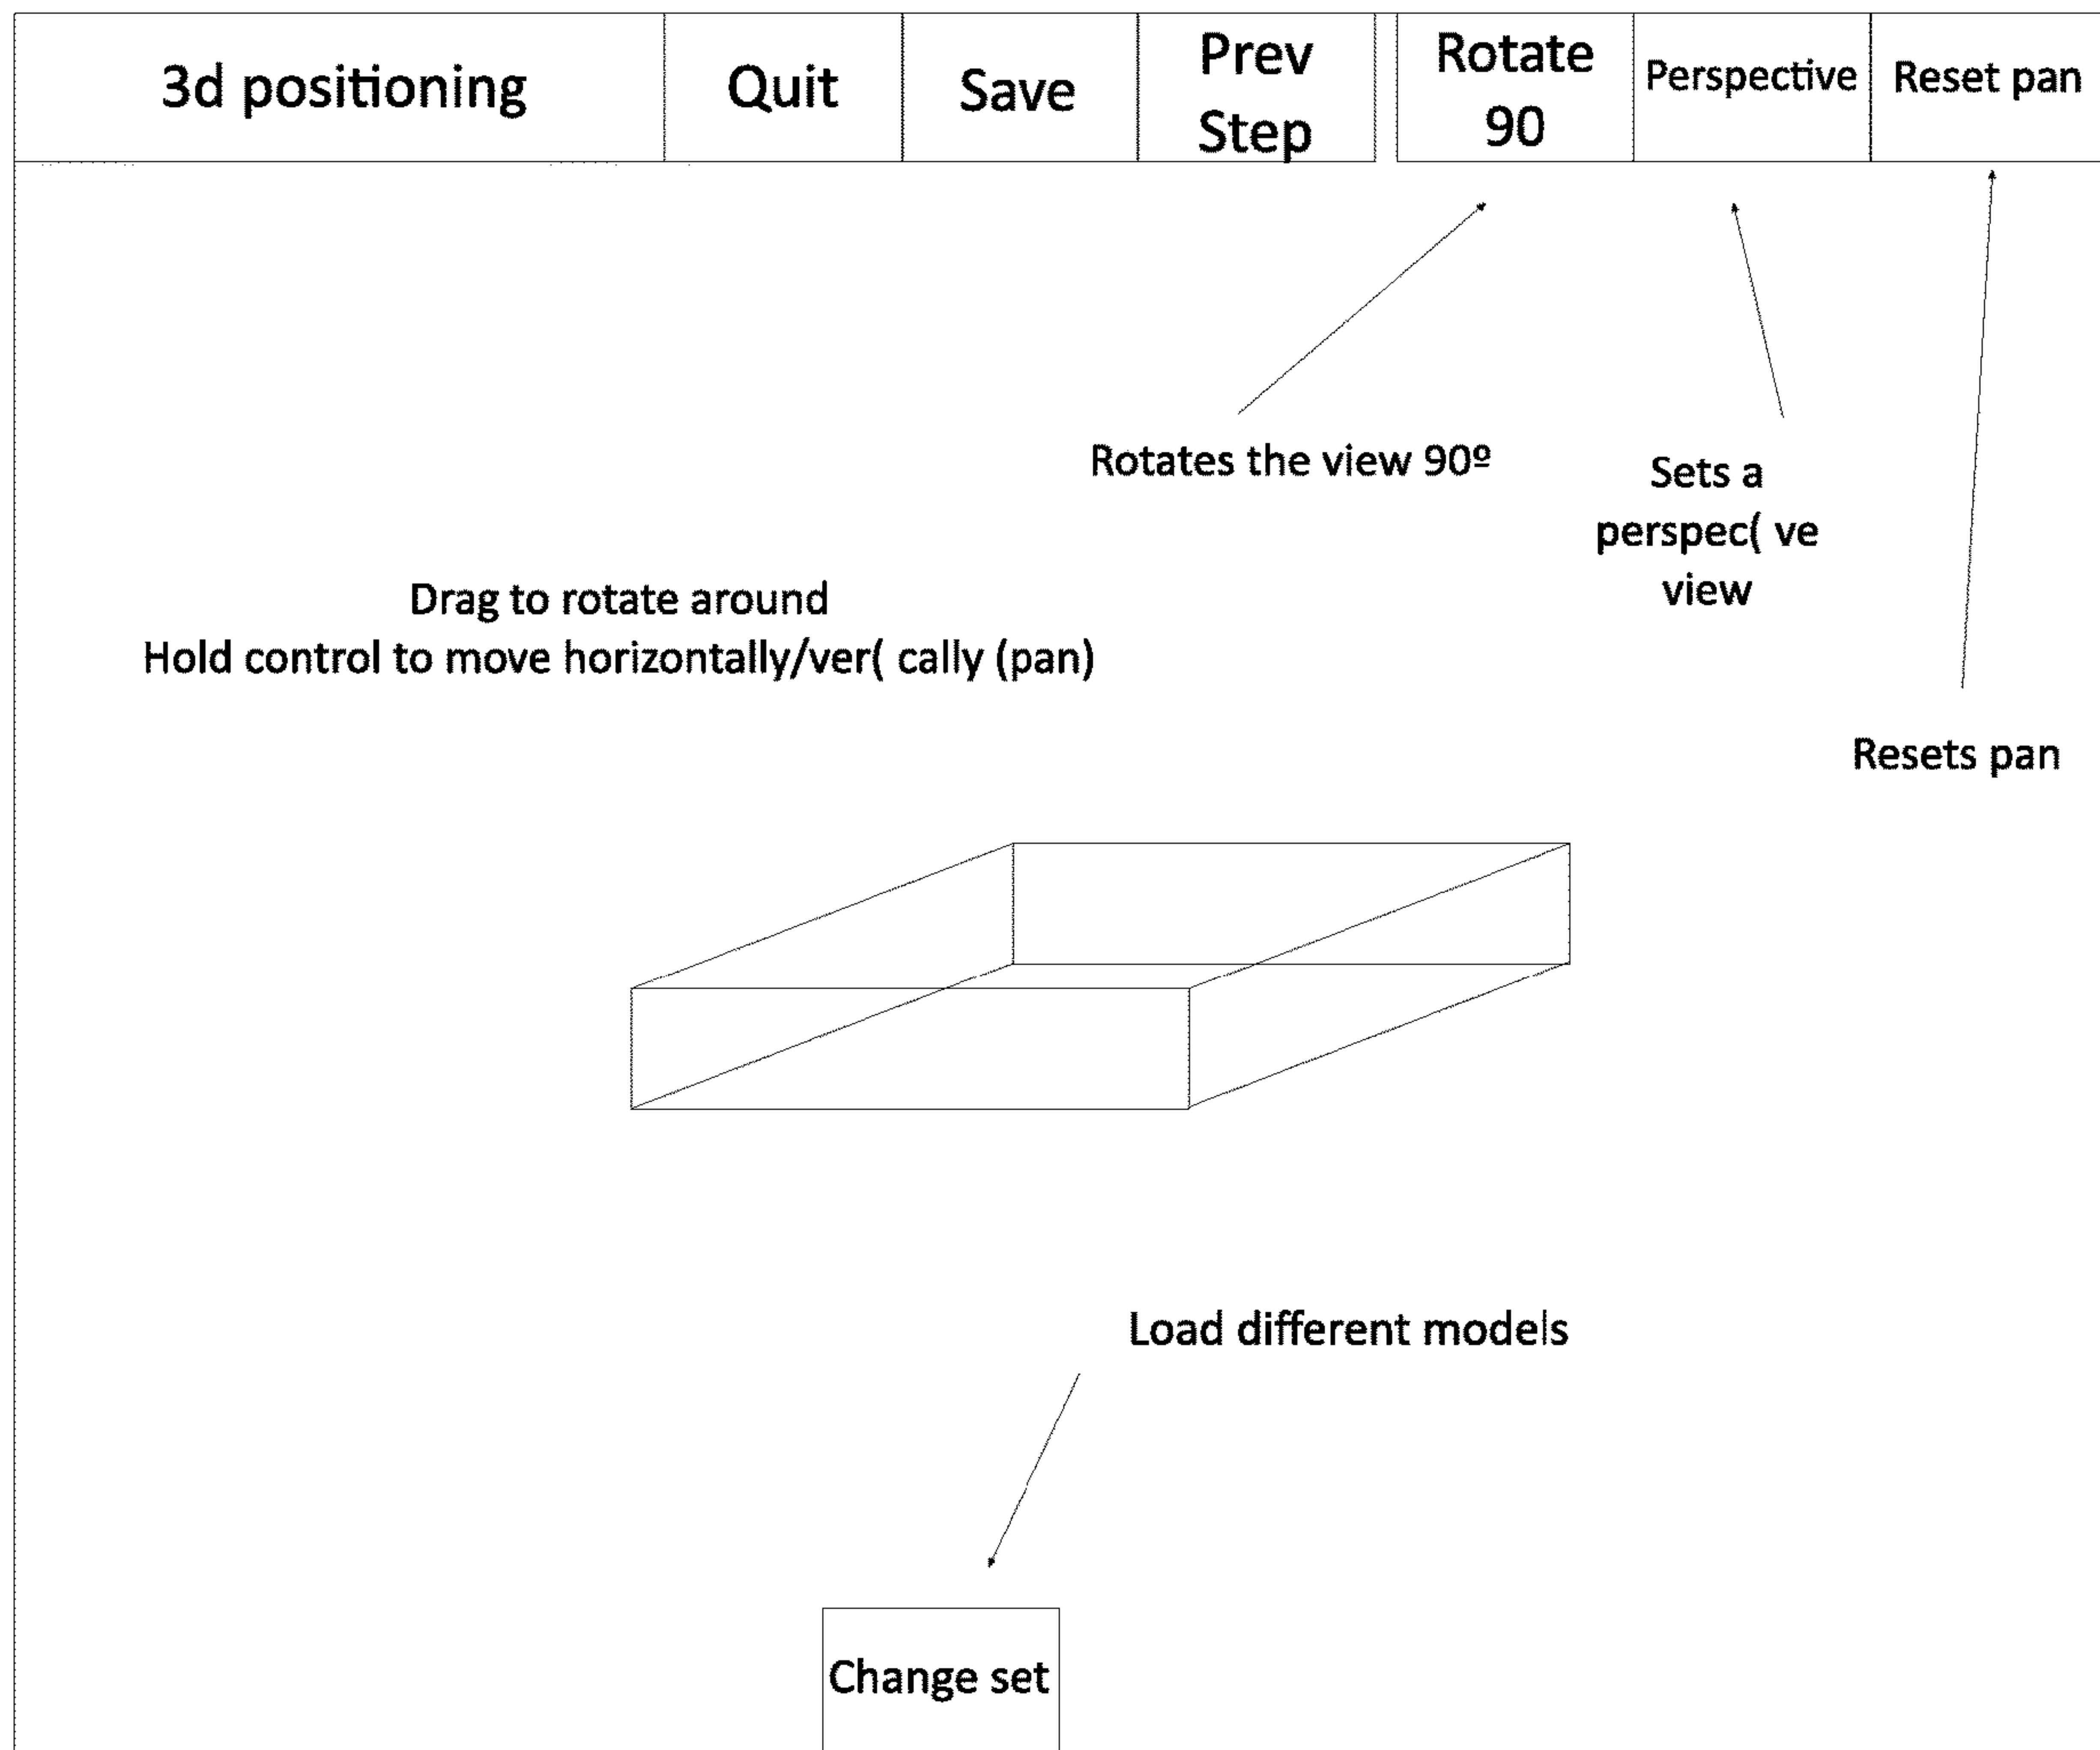 3d positioning
Quit
Save
Prev
Step
Rotate
90
Perspective
Reset pan
Rotates the view 90º
Sets a
perspec( ve
view
Drag to rotate around
Hold control to move horizontally/ver( cally (pan)
Resets pan
Load different models
Change set